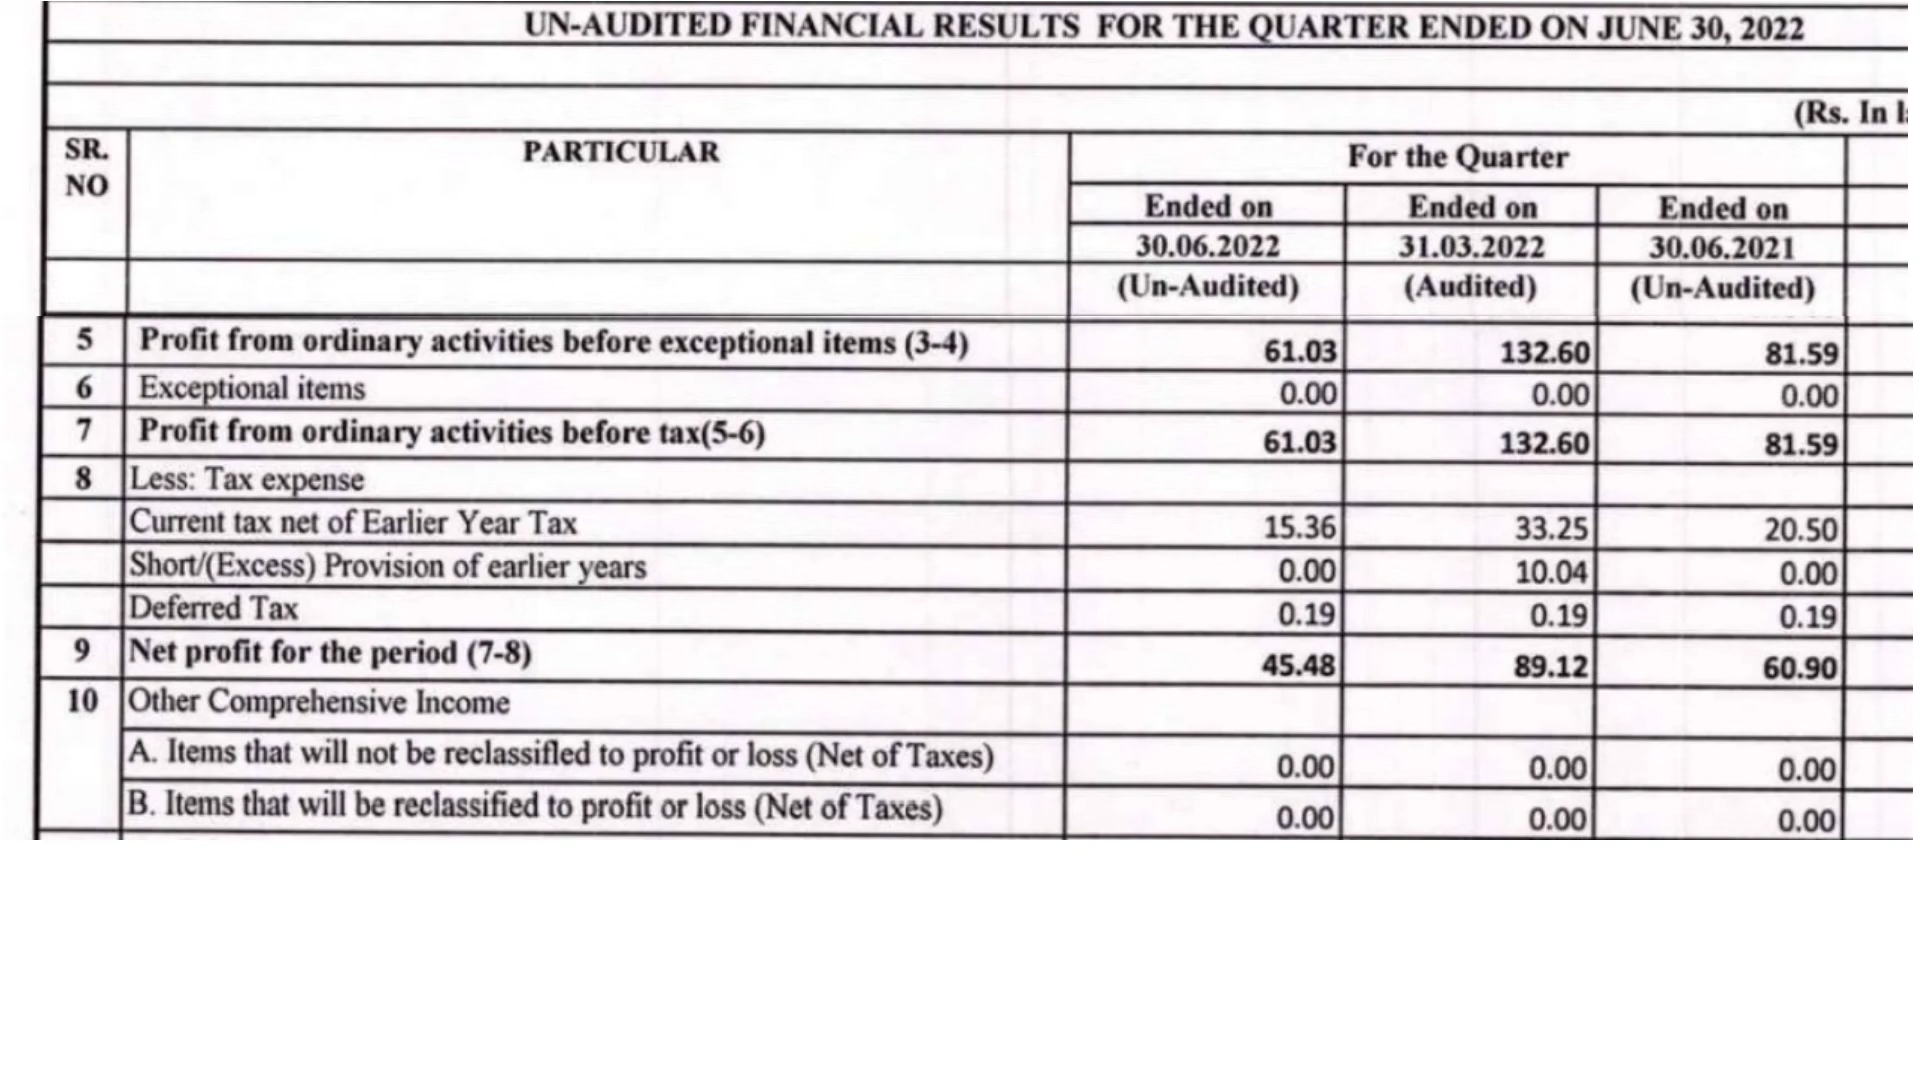 UN-AUDITED FINANCIAL RESULTS FOR THE QUARTER ENDED ON JUNE 30, 2022
(Rs. In
SR. NO PARTICULAR For the Quarter
Ended on Ended on Ended on
30.06.2022 31.03.2022 30.06.2021
(Un-Audited) (Audited) (Un-Audited)
5 Profit from ordinary activities before exceptional items (3-4) 61.03 132.60 81.59
6 Exceptional items 0.00 0.00 0.00
7 Profit from ordinary activities before tax(5-6) 61.03 132.60 81.59
8 Less: Tax expense
Current tax net of Earlier Year Tax 15.36 33.25 20.50
Short/(Excess) Provision of earlier years 0.00 10.04 0.00
Deferred Tax 0.19 0.19 0.19
9 Net profit for the period (7-8) 45.48 89.12 60.90
10 Other Comprehensive Income
A. Items that will not be reclassified to profit or loss (Net of Taxes) 0.00 0.00 0.00
B. Items that will be reclassified to profit or loss (Net of Taxes) 0.00 0.00 0.00